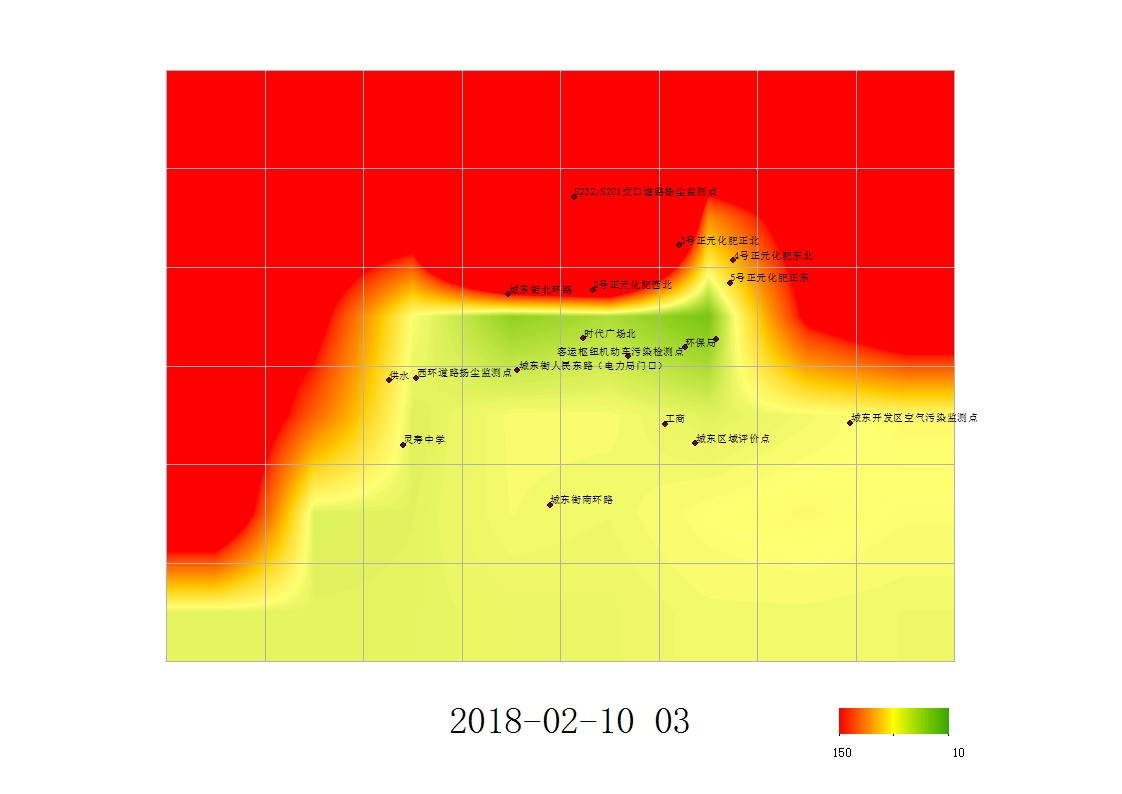 S232,S201交口道路扬尘监测点
3号正元化肥正北
4号正元化肥东北
5号正元化肥正东
2号正元化肥西北
城东街北环路
时代广场北
环保局
客运枢纽机动车污染检测点
城东街人民东路（电力局门口）
供水
西环道路扬尘监测点
工商
城东开发区空气污染监测点
灵寿中学
城东区域评价点
城东街南环路
2018-02-10 03
150
10